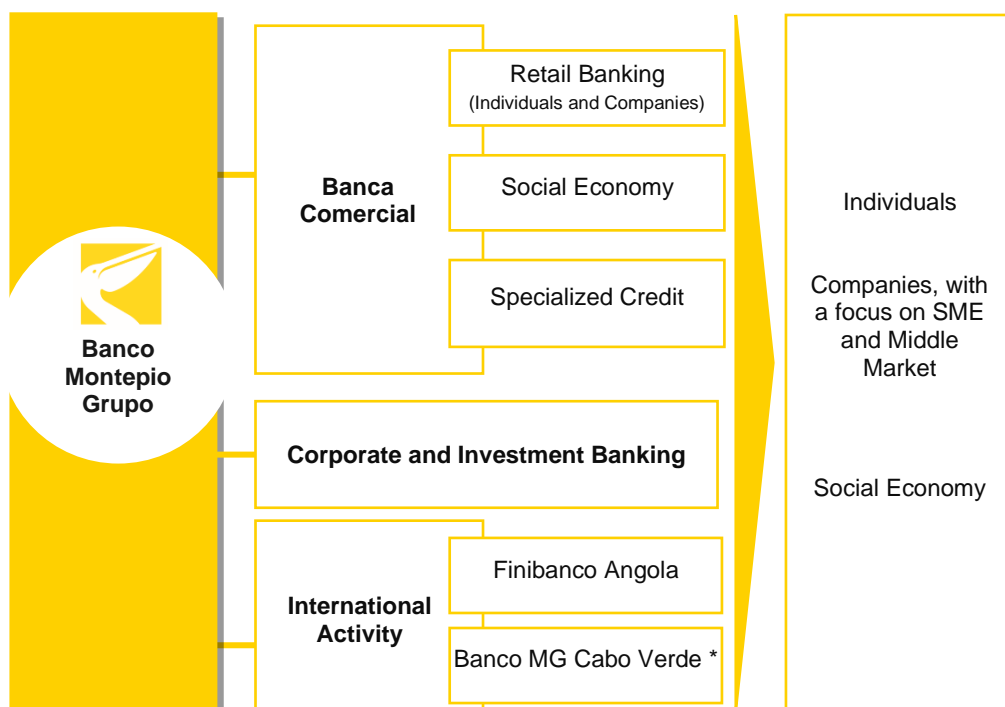 Banco
Montepio
Grupo
Banca
Comercial
Retail Banking
(Individuals and Companies)
Social Economy
Specialized Credit
Corporate and Investment Banking
International
Activity
Finibanco Angola
Banco MG Cabo Verde *
Individuals
Companies, with
a focus on SME
and Middle
Market
Social Economy